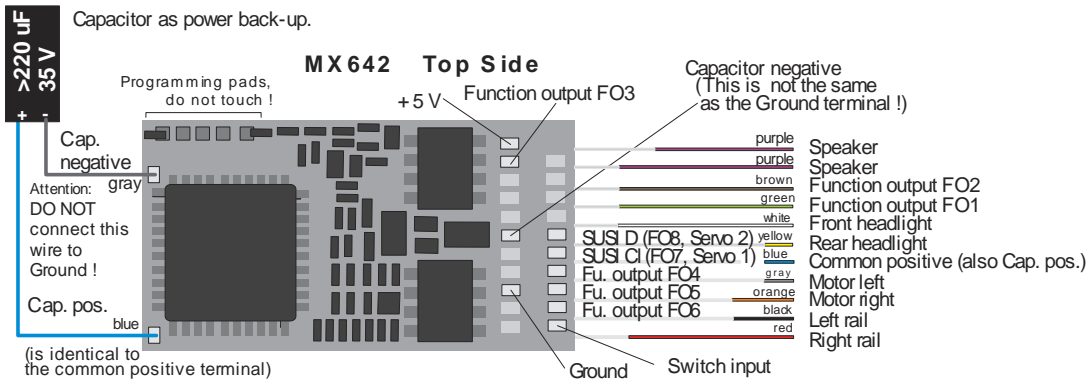 >220 uF
35 V
+ -
Capacitor as power back-up.
MX642 Top Side
Programming pads,
do not touch !
+5 V
Function output FO3
Capacitor negative
(This is not the same
as the Ground terminal !)
Cap.
negative
gray
Attention:
DO NOT
connect this
wire to
Ground !
Cap. pos.
blue
(is identical to
the common positive terminal)
purple Speaker
purple Speaker
brown Function output FO2
green Function output FO1
white Front headlight
SUSI D (FO8, Servo 2) yellow Rear headlight
SUSI Cl (FO7, Servo 1) blue Common positive (also Cap. pos.)
Fu. output FO4 gray Motor left
Fu. output FO5 orange Motor right
Fu. output FO6 black Left rail
red Right rail
Ground
Switch input